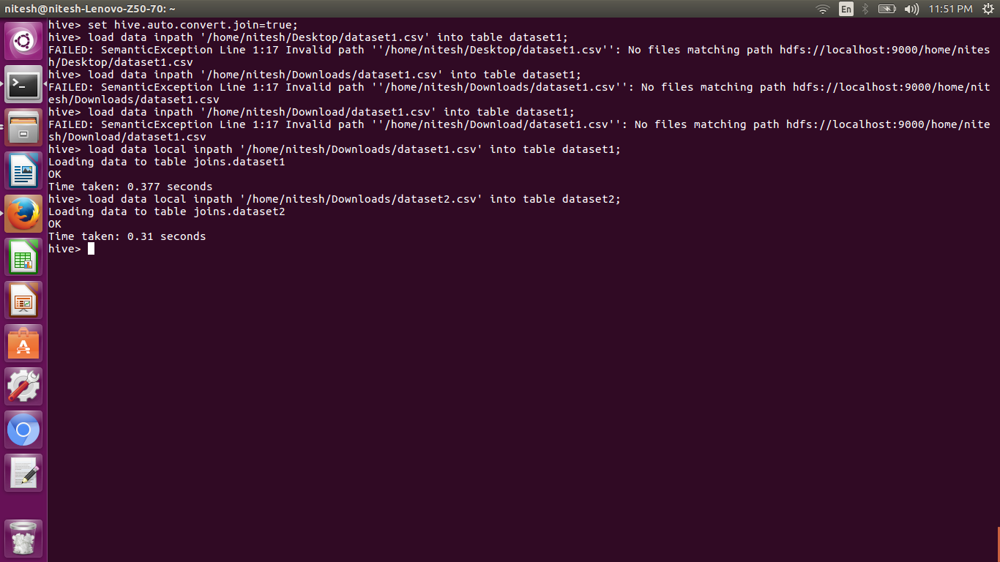 nitesh@nitesh-Lenovo-Z50-70: ~
En
11:51 PM
hive> set hive.auto.convert.join=true;
hive> load data inpath '/home/nitesh/Desktop/dataset1.csv' into table dataset1;
FAILED: SemanticException Line 1:17 Invalid path ''/home/nitesh/Desktop/dataset1.csv'': No files matching path hdfs://localhost:9000/home/nites
h/Desktop/dataset1.csv
hive> load data inpath '/home/nitesh/Downloads/dataset1.csv' into table dataset1;
FAILED: SemanticException Line 1:17 Invalid path ''/home/nitesh/Downloads/dataset1.csv'': No files matching path hdfs://localhost:9000/home/nit
esh/Downloads/dataset1.csv
hive> load data inpath '/home/nitesh/Download/dataset1.csv' into table dataset1;
FAILED: SemanticException Line 1:17 Invalid path ''/home/nitesh/Download/dataset1.csv'': No files matching path hdfs://localhost:9000/home/nite
sh/Download/dataset1.csv
hive> load data local inpath '/home/nitesh/Downloads/dataset1.csv' into table dataset1;
Loading data to table joins.dataset1
OK
Time taken: 0.377 seconds
hive> load data local inpath '/home/nitesh/Downloads/dataset2.csv' into table dataset2;
Loading data to table joins.dataset2
OK
Time taken: 0.31 seconds
hive>